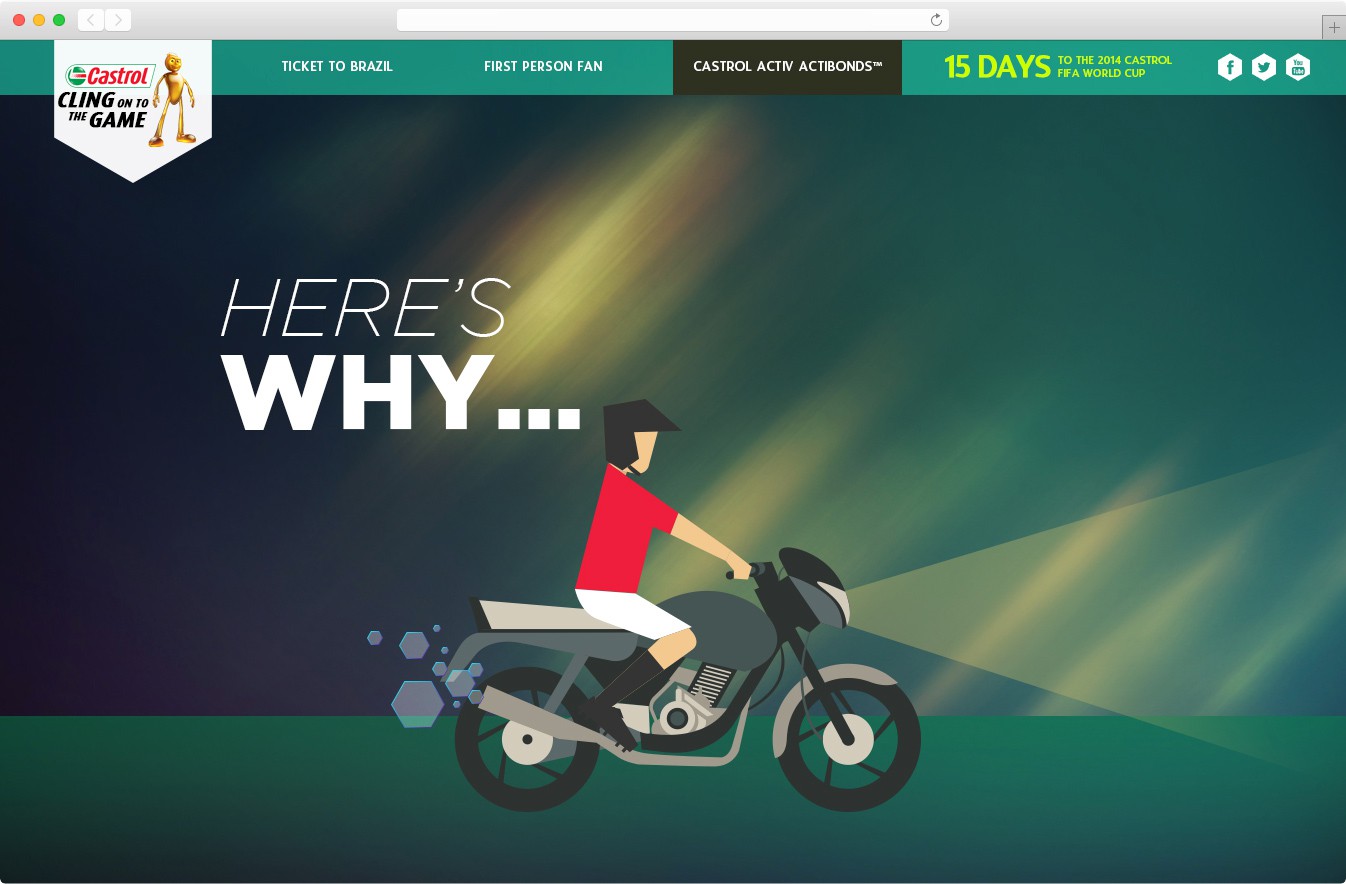 Castrol
CLING ON TO
THE GAME
TICKET TO BRAZIL
FIRST PERSON FAN
CASTROL ACTIV ACTIBONDS™
15 DAYS
TO THE 2014 CASTROL
FIFA WORLD CUP
f
You
Tube
HERE'S
WHY...